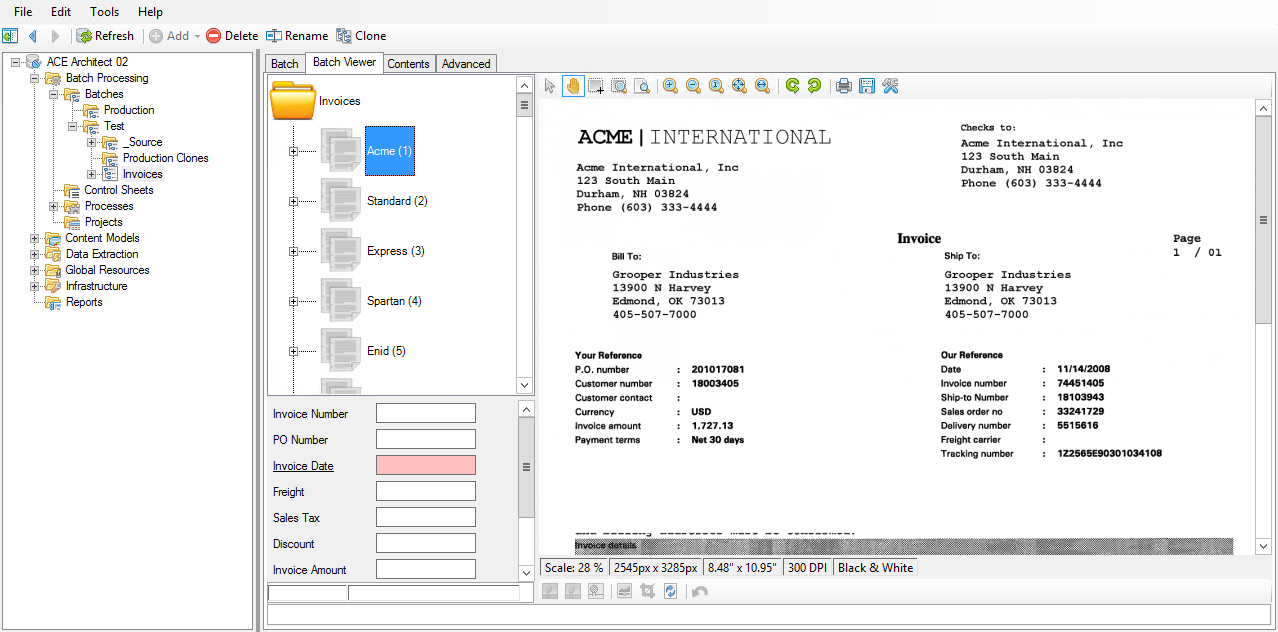 File Edit Tools Help
Refresh Add Delete Rename Clone
ACE Architect 02
Batch Processing
Batches
Production
Test
_Source
Production Clones
Invoices
Control Sheets
Processes
Projects
Content Models
Data Extraction
Global Resources
Infrastructure
Reports
Batch Batch Viewer Contents Advanced
Invoices
Acme (1)
Standard (2)
Express (3)
Spartan (4)
Enid (5)
Invoice Number
PO Number
Invoice Date
Freight
Sales Tax
Discount
Invoice Amount
ACME | INTERNATIONAL
Acme International, Inc
123 South Main
Durham, NH 03824
Phone (603) 333-4444
Checks to:
Acme International, Inc
123 South Main
Durham, NH 03824
Phone (603) 333-4444
Invoice
Page
1 / 01
Bill To:
Grooper Industries
13900 N Harvey
Edmond, OK 73013
405-507-7000
Ship To:
Grooper Industries
13900 N Harvey
Edmond, OK 73013
405-507-7000
Your Reference
P.O. number : 201017081
Customer number : 18003405
Customer contact :
Currency : USD
Invoice amount : 1,727.13
Payment terms : Net 30 days
Our Reference
Date : 11/14/2008
Invoice number : 74451405
Ship-to Number : 18103943
Sales order no : 33241729
Delivery number : 5515616
Freight carrier :
Tracking number : 1Z2565E90301034108
Invoice details
Scale: 28 % 2545px x 3285px 8.48" x 10.95" 300 DPI Black & White